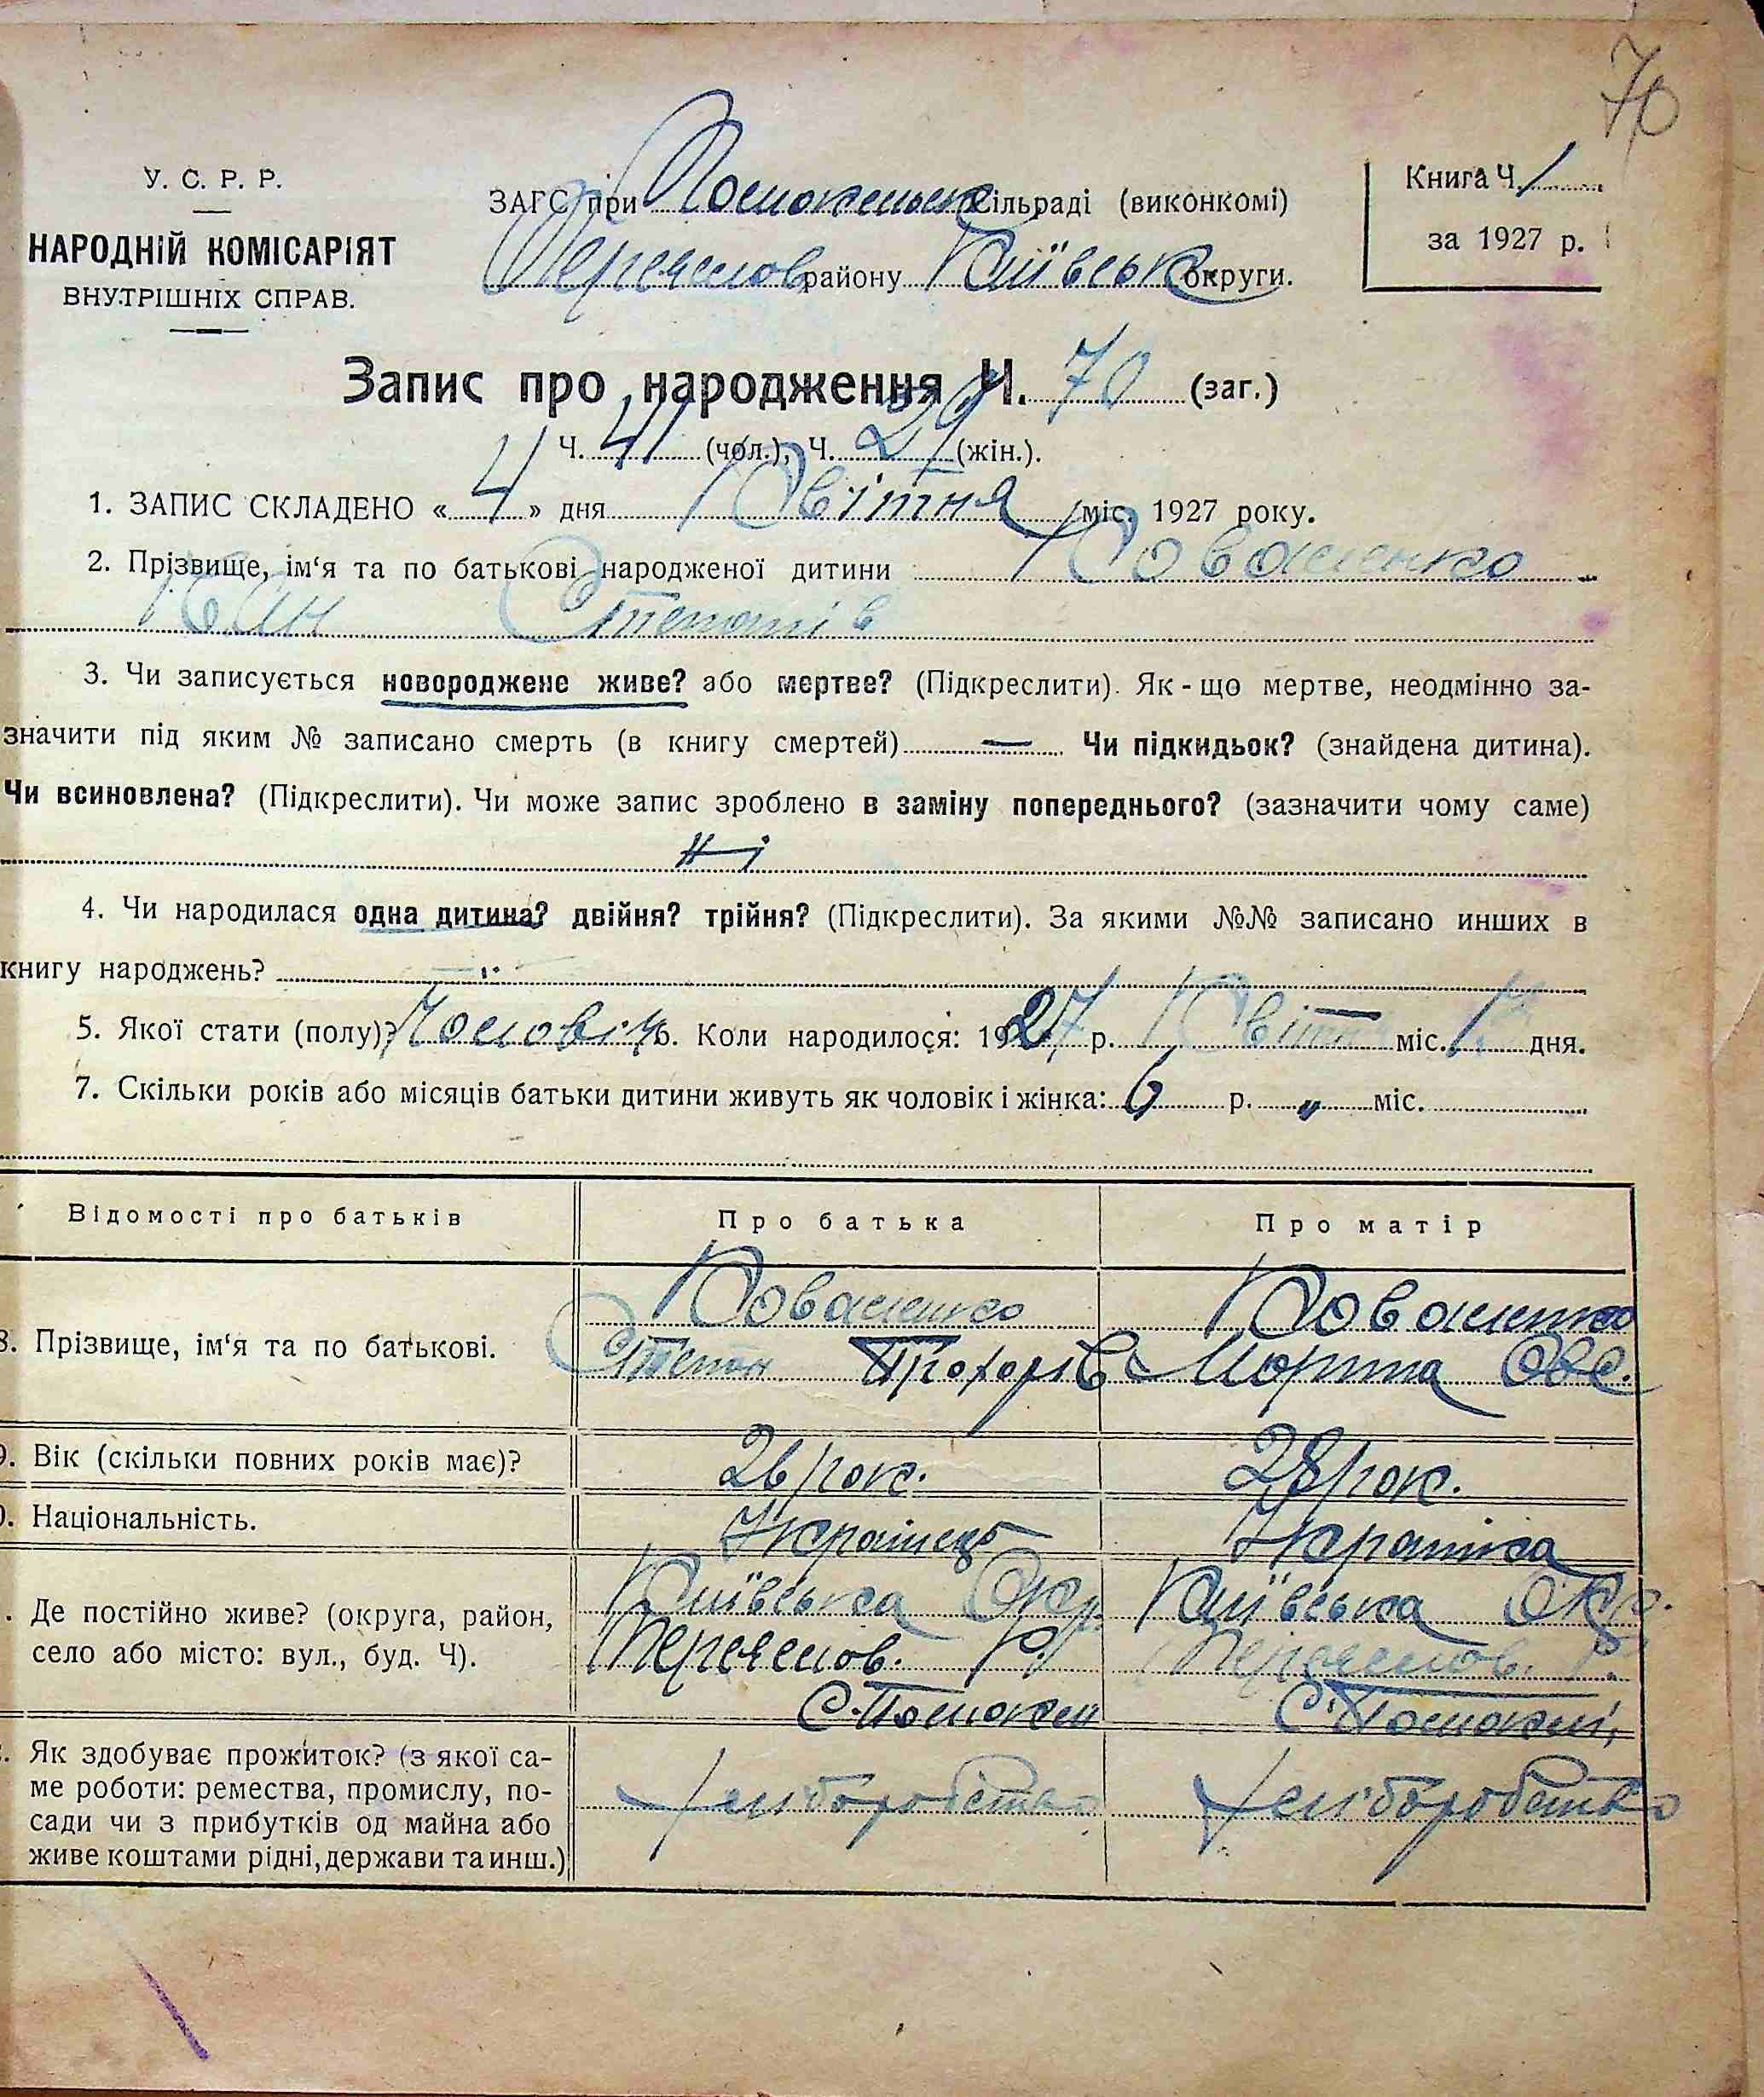 70
У. С. Р. Р.
НАРОДНІЙ КОМІСАРІЯТ
ВНУТРІШНІХ СПРАВ.
ЗАГС при Положськ сільраді (виконкомі)
району Київськ округи.
Книга Ч. 1
за 1927 р.
Запис про народження Ч. 70 (заг.)
Ч. 41 (чол.), Ч. 29 (жін.).
1. ЗАПИС СКЛАДЕНО « 4 » дня Квітня міс. 1927 року.
2. Прізвище, ім‘я та по батькові народженої дитини Коваленко
Степанів
3. Чи записується новороджене живе? або мертве? (Підкреслити). Як - що мертве, неодмінно за-
значити під яким № записано смерть (в книгу смертей) — Чи підкидьок? (знайдена дитина).
Чи всиновлена? (Підкреслити). Чи може запис зроблено в заміну попереднього? (зазначити чому саме)
Ні
4. Чи народилася одна дитина? двійня? трійня? (Підкреслити). За якими №№ записано инших в
книгу народжень?
5. Якої стати (полу)? Чоловіч 6. Коли народилося: 1927 р. Квітн міс. 1 дня.
7. Скільки років або місяців батьки дитини живуть як чоловік і жінка: 6 р. " міс.
Відомості про батьків Про батька Про матір
8. Прізвище, ім‘я та по батькові. Коваленко Коваленко
Степан Прохорів
9. Вік (скільки повних років має)? 26 рок. 28 рок.
Національність. Українець Українка
Де постійно живе? (округа, район, Київська Окр. Київська Окр.
село або місто: вул., буд. Ч).
Як здобуває прожиток? (з якої са-
ме роботи: ремества, промислу, по- хліборобство хліборобство
сади чи з прибутків од майна або
живе коштами рідні, держави та инш.)